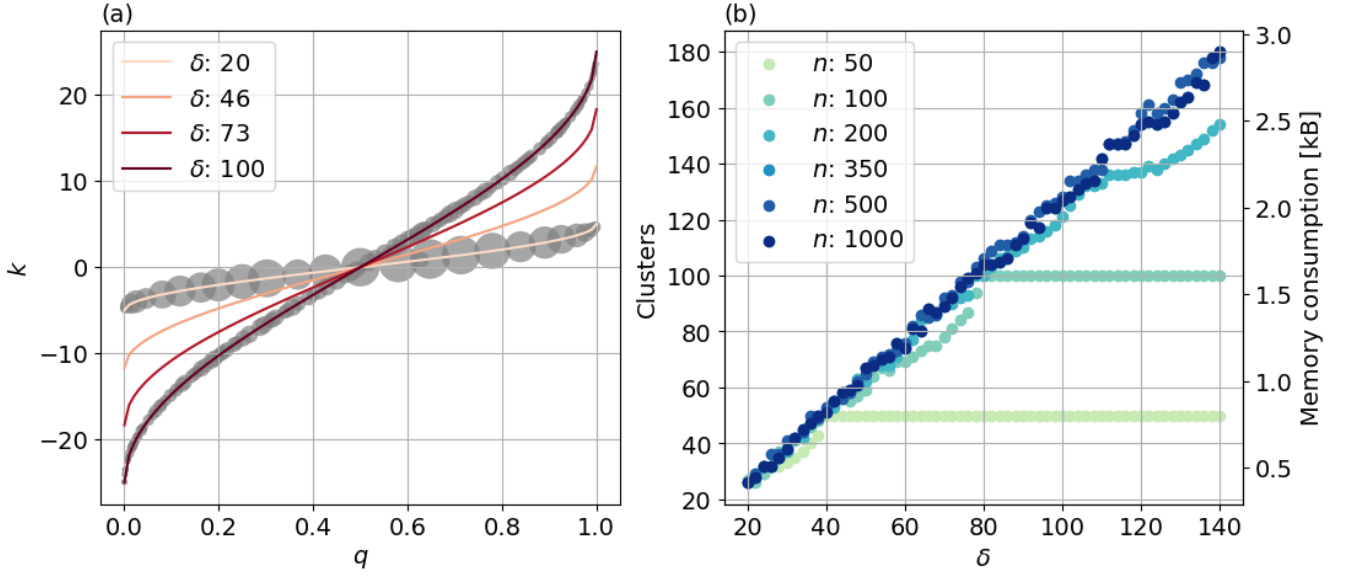 (a)
δ: 20
δ: 46
δ: 73
δ: 100
k
20
10
0
−10
−20
0.0 0.2 0.4 0.6 0.8 1.0
q
(b)
n: 50
n: 100
n: 200
n: 350
n: 500
n: 1000
Clusters
180
160
140
120
100
80
60
40
20
20 40 60 80 100 120 140
δ
3.0
2.5
2.0
1.5
1.0
0.5
Memory consumption [kB]